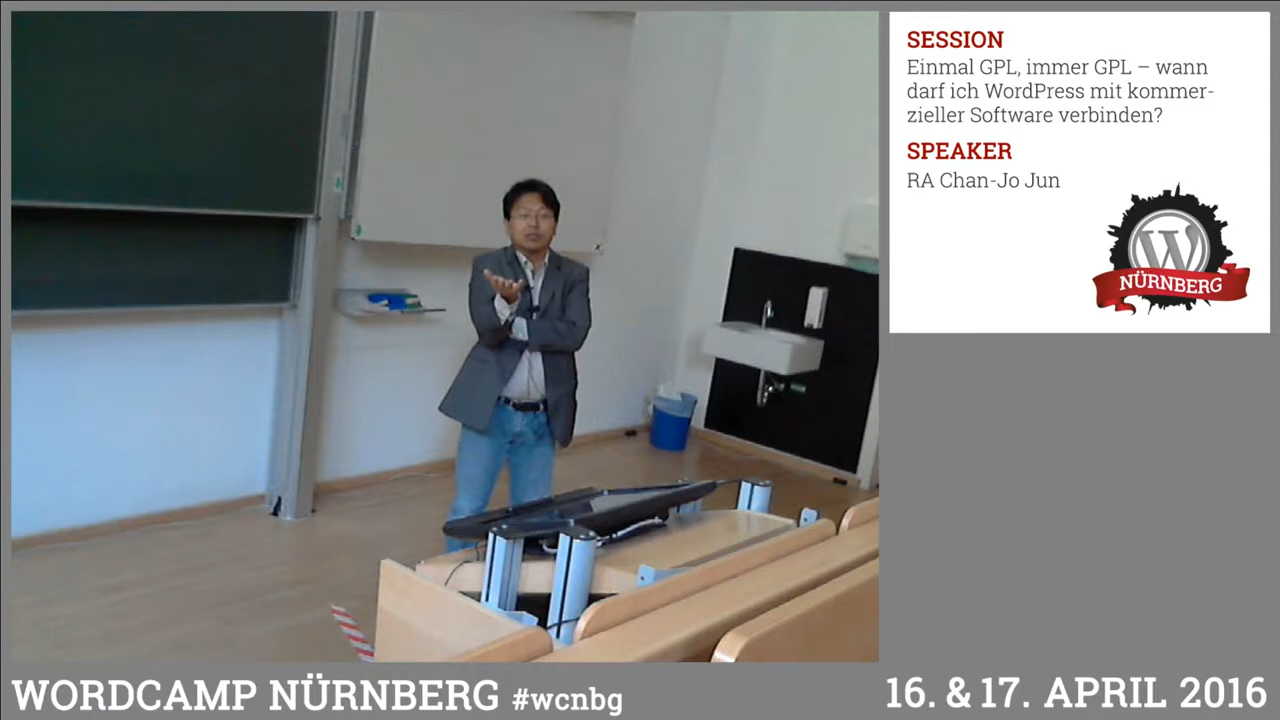 SESSION
Einmal GPL, immer GPL – wann
darf ich WordPress mit kommer-
zieller Software verbinden?
SPEAKER
RA Chan-Jo Jun
W
NÜRNBERG
WORDCAMP NÜRNBERG #wcnbg
16. & 17. APRIL 2016